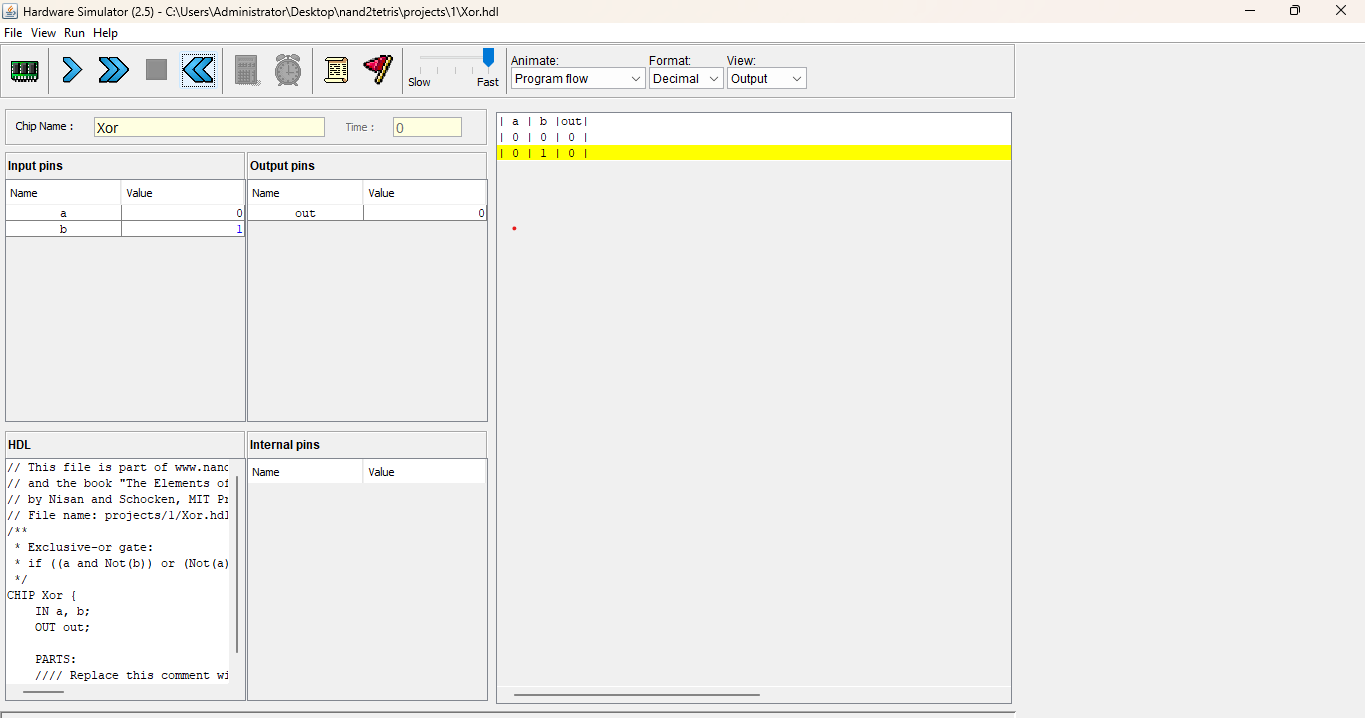 Hardware Simulator (2.5) - C:\Users\Administrator\Desktop\nand2tetris\projects\1\Xor.hdl
File View Run Help
Slow Fast
Animate: Format: View:
Program flow Decimal Output
Chip Name : Xor Time : 0
Input pins
Name Value
a 0
b 1
Output pins
Name Value
out 0
HDL
// This file is part of www.nand
// and the book "The Elements of
// by Nisan and Schocken, MIT Pr
// File name: projects/1/Xor.hdl
/**
* Exclusive-or gate:
* if ((a and Not(b)) or (Not(a)
*/
CHIP Xor {
IN a, b;
OUT out;
PARTS:
//// Replace this comment wi
Internal pins
Name Value
| a | b |out|
| 0 | 0 | 0 |
| 0 | 1 | 0 |